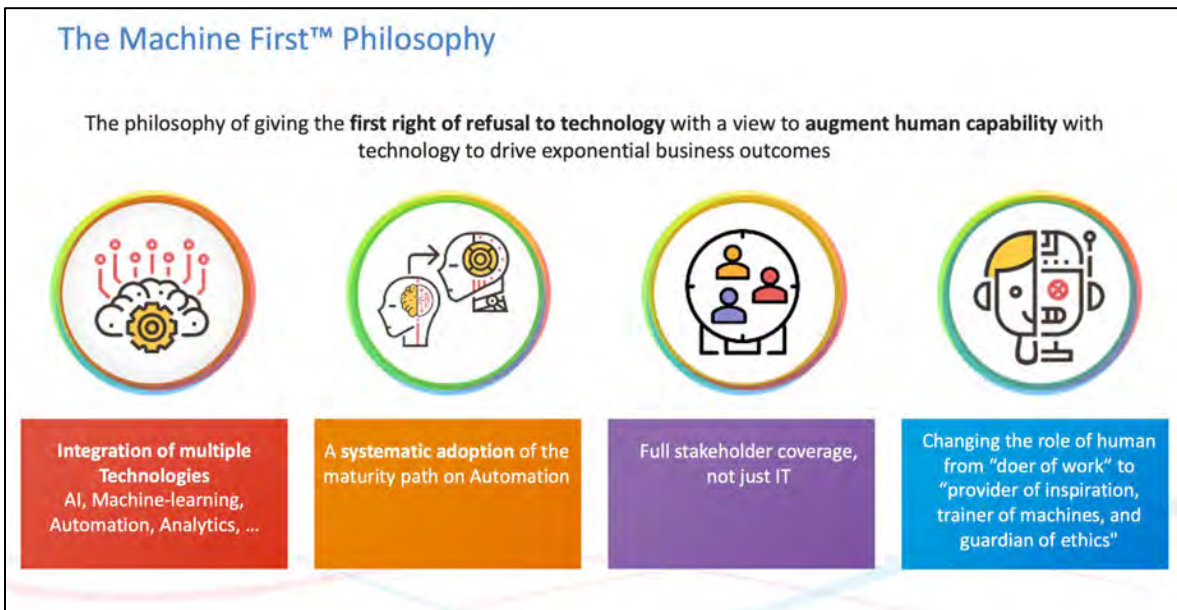 The Machine First™ Philosophy
The philosophy of giving the first right of refusal to technology with a view to augment human capability with
technology to drive exponential business outcomes
Integration of multiple
Technologies
AI, Machine-learning,
Automation, Analytics, ...
A systematic adoption of the
maturity path on Automation
Full stakeholder coverage,
not just IT
Changing the role of human
from “doer of work” to
“provider of inspiration,
trainer of machines, and
guardian of ethics"